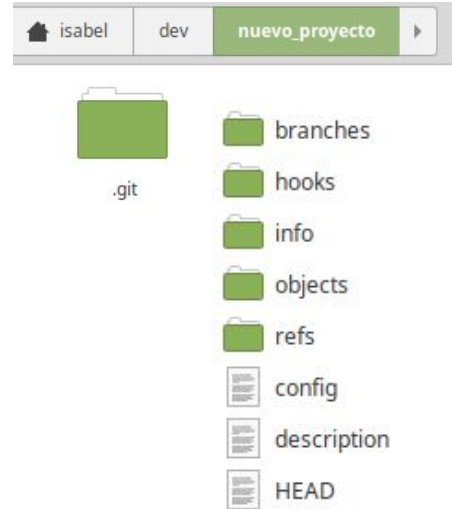 isabel dev nuevo_proyecto
.git
branches
hooks
info
objects
refs
config
description
HEAD